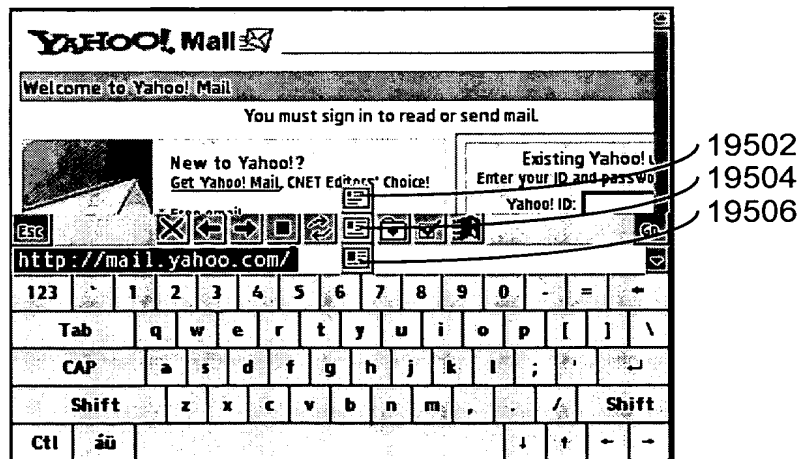 YAHOO! Mail
Welcome to Yahoo! Mail
You must sign in to read or send mail.
New to Yahoo!?
Existing Yahoo! u
Get Yahoo! Mail, CNET Editors' Choice!
Enter your ID and passwo
Yahoo! ID:
19502
19504
19506
Esc
Go
http://mail.yahoo.com/
123 ` 1 2 3 4 5 6 7 8 9 0 - = ←
Tab q w e r t y u i o p [ ] \
CAP a s d f g h j k l ; ' ↵
Shift z x c v b n m , . / Shift
Ctl áü ↓ ↑ ← →